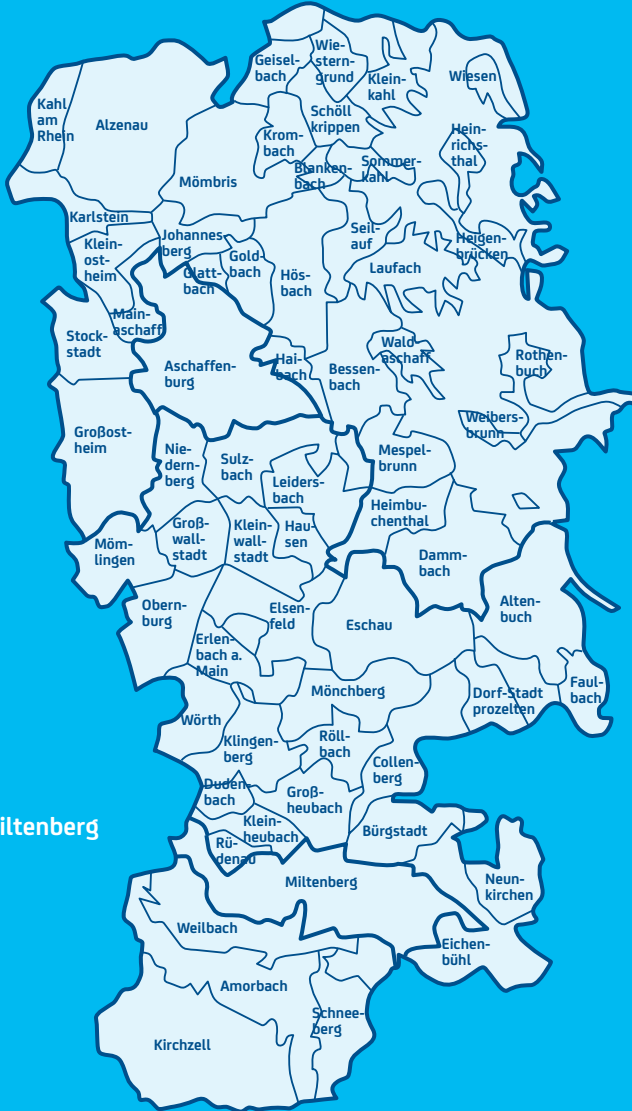 Wie-
stern-
grund
Geisel-
bach
Klein-
kahl
Wiesen
Kahl
am
Rhein
Alzenau
Schöll
krippen
Krom-
bach
Hein-
richs-
thal
Blanken-
bach
Sommer-
kahl
Mömbris
Karlstein
Johannes-
berg
Seil-
auf
Heigen-
brücken
Klein-
ost-
heim
Gold-
bach
Glatt-
bach
Hös-
bach
Laufach
Main-
aschaff
Stock-
stadt
Wald
aschaff
Rothen-
buch
Hai-
bach
Aschaffen-
burg
Bessen-
bach
Weibers-
brunn
Großost-
heim
Nie-
dern-
berg
Sulz-
bach
Mespel-
brunn
Leiders-
bach
Heimbu-
chenthal
Groß-
wall-
stadt
Klein-
wall-
stadt
Hau-
sen
Möm-
lingen
Damm-
bach
Obern-
burg
Elsen-
feld
Eschau
Alten-
buch
Erlen-
bach a.
Main
Mönchberg
Dorf-Stadt
prozelten
Faul-
bach
Wörth
Klingen-
berg
Röll-
bach
Collen-
berg
Duden-
bach
Groß-
heubach
iltenberg
Klein-
heubach
Bürgstadt
Rü-
denau
Miltenberg
Neun-
kirchen
Weilbach
Eichen-
bühl
Amorbach
Schnee-
berg
Kirchzell